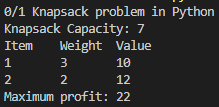 0/1 Knapsack problem in Python
Knapsack Capacity: 7
Item    Weight  Value
1       3       10
2       2       12
Maximum profit: 22